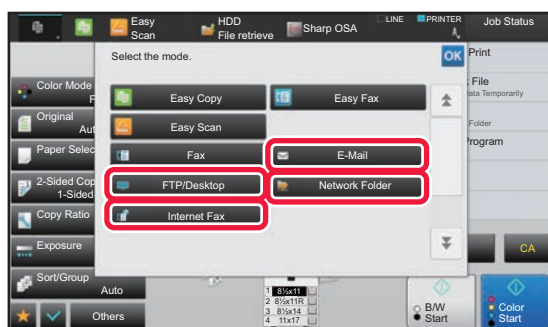 Easy
Scan
HDD
File retrieve
Sharp OSA
LINE
PRINTER
Job Status
Select the mode.
OK
Print
Easy Copy
Easy Fax
Color Mode
File
ata Temporarily
Easy Scan
Original
Aut
Folder
Paper Selec
Fax
E-Mail
rogram
2-Sided Cop
1-Sided
FTP/Desktop
Network Folder
Copy Ratio
Internet Fax
Exposure
CA
Sort/Group
Auto
1 8½x11
2 8½x11R
3 8½x14
4 11x17
Others
B/W
Start
Color
Start